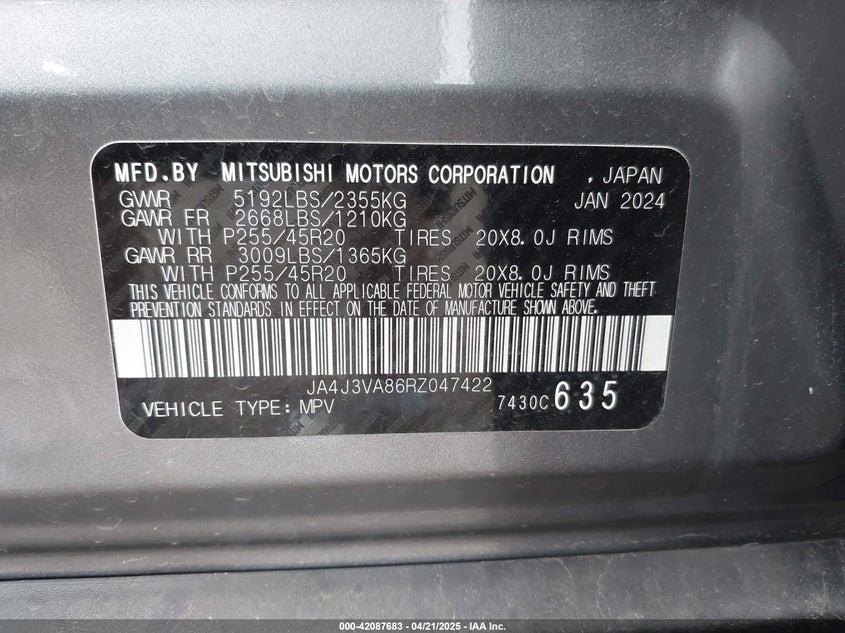 MFD.BY MITSUBISHI MOTORS CORPORATION , JAPAN
GVWR 5192LBS/2355KG JAN 2024
GAWR FR 2668LBS/1210KG
WITH P255/45R20 TIRES 20X8.0J RIMS
GAWR RR 3009LBS/1365KG
WITH P255/45R20 TIRES 20X8.0J RIMS
THIS VEHICLE CONFORMS TO ALL APPLICABLE FEDERAL MOTOR VEHICLE SAFETY AND THEFT
PREVENTION STANDARDS IN EFFECT ON THE DATE OF MANUFACTURE SHOWN ABOVE.
JA4J3VA86RZ047422
VEHICLE TYPE: MPV 7430C 635
000-42087683 - 04/21/2025 - IAA Inc.